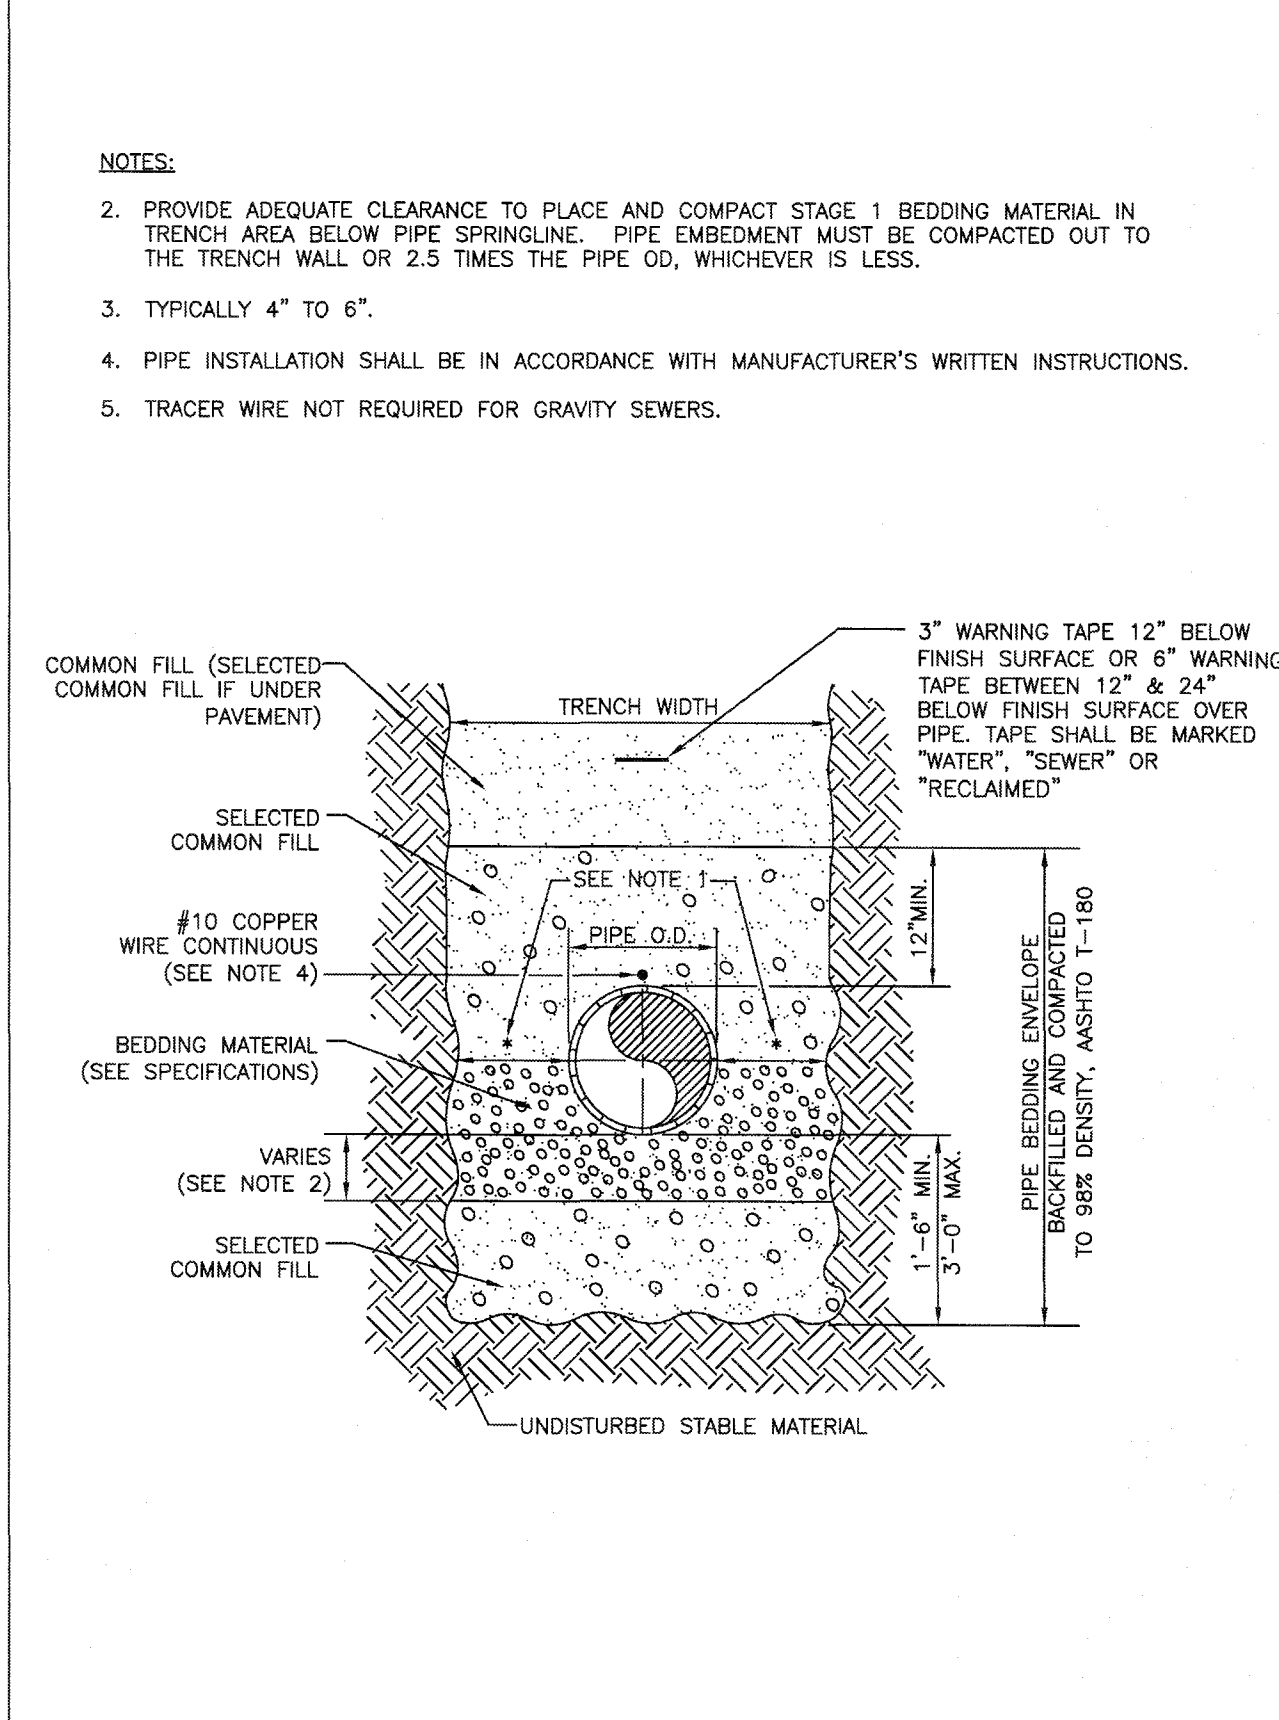 NOTES:
2. PROVIDE ADEQUATE CLEARANCE TO PLACE AND COMPACT STAGE 1 BEDDING MATERIAL IN
TRENCH AREA BELOW PIPE SPRINGLINE. PIPE EMBEDMENT MUST BE COMPACTED OUT TO
THE TRENCH WALL OR 2.5 TIMES THE PIPE OD, WHICHEVER IS LESS.
3. TYPICALLY 4" TO 6".
4. PIPE INSTALLATION SHALL BE IN ACCORDANCE WITH MANUFACTURER'S WRITTEN INSTRUCTIONS.
5. TRACER WIRE NOT REQUIRED FOR GRAVITY SEWERS.
3" WARNING TAPE 12" BELOW
FINISH SURFACE OR 6" WARNING
TAPE BETWEEN 12" & 24"
BELOW FINISH SURFACE OVER
PIPE. TAPE SHALL BE MARKED
"WATER", "SEWER" OR
"RECLAIMED"
COMMON FILL (SELECTED
COMMON FILL IF UNDER
PAVEMENT)
TRENCH WIDTH
SELECTED
COMMON FILL
SEE NOTE 1
#10 COPPER
WIRE CONTINUOUS
(SEE NOTE 4)
PIPE O.D.
12"MIN.
BEDDING MATERIAL
(SEE SPECIFICATIONS)
* *
VARIES
(SEE NOTE 2)
1'-6" MIN.
3'-0" MAX.
PIPE BEDDING ENVELOPE
BACKFILLED AND COMPACTED
TO 98% DENSITY, AASHTO T-180
SELECTED
COMMON FILL
UNDISTURBED STABLE MATERIAL